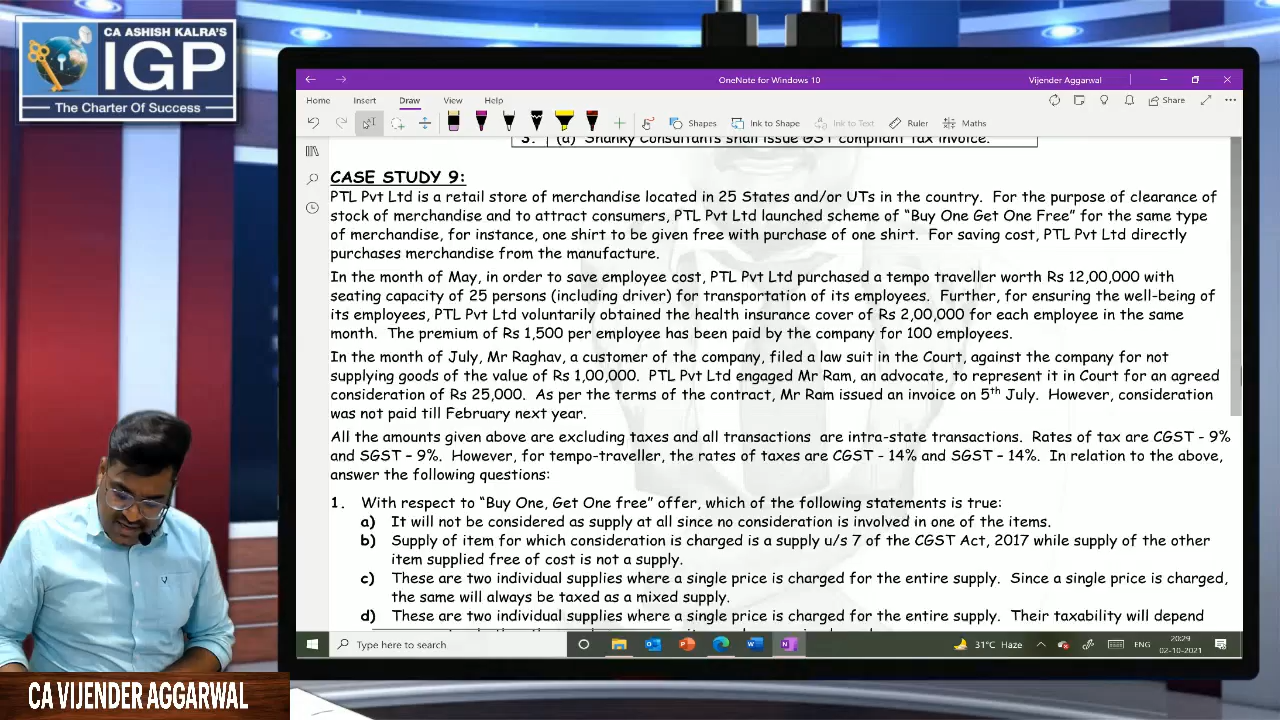 CA ASHISH KALRA'S
IGP
The Charter Of Success
OneNote for Windows 10
Vijender Aggarwal
Home Insert Draw View Help
Share
Shapes Ink to Shape Ink to Text Ruler Maths
3. (a) Shanky Consultants shall issue GST compliant Tax invoice.
CASE STUDY 9:
PTL Pvt Ltd is a retail store of merchandise located in 25 States and/or UTs in the country. For the purpose of clearance of
stock of merchandise and to attract consumers, PTL Pvt Ltd launched scheme of "Buy One Get One Free" for the same type
of merchandise, for instance, one shirt to be given free with purchase of one shirt. For saving cost, PTL Pvt Ltd directly
purchases merchandise from the manufacture.
In the month of May, in order to save employee cost, PTL Pvt Ltd purchased a tempo traveller worth Rs 12,00,000 with
seating capacity of 25 persons (including driver) for transportation of its employees. Further, for ensuring the well-being of
its employees, PTL Pvt Ltd voluntarily obtained the health insurance cover of Rs 2,00,000 for each employee in the same
month. The premium of Rs 1,500 per employee has been paid by the company for 100 employees.
In the month of July, Mr Raghav, a customer of the company, filed a law suit in the Court, against the company for not
supplying goods of the value of Rs 1,00,000. PTL Pvt Ltd engaged Mr Ram, an advocate, to represent it in Court for an agreed
consideration of Rs 25,000. As per the terms of the contract, Mr Ram issued an invoice on 5th July. However, consideration
was not paid till February next year.
All the amounts given above are excluding taxes and all transactions are intra-state transactions. Rates of tax are CGST - 9%
and SGST – 9%. However, for tempo-traveller, the rates of taxes are CGST - 14% and SGST – 14%. In relation to the above,
answer the following questions:
1. With respect to "Buy One, Get One free" offer, which of the following statements is true:
a) It will not be considered as supply at all since no consideration is involved in one of the items.
b) Supply of item for which consideration is charged is a supply u/s 7 of the CGST Act, 2017 while supply of the other
item supplied free of cost is not a supply.
c) These are two individual supplies where a single price is charged for the entire supply. Since a single price is charged,
the same will always be taxed as a mixed supply.
d) These are two individual supplies where a single price is charged for the entire supply. Their taxability will depend
Type here to search
31°C Haze
ENG
20:29
02-10-2021
CA VIJENDER AGGARWAL